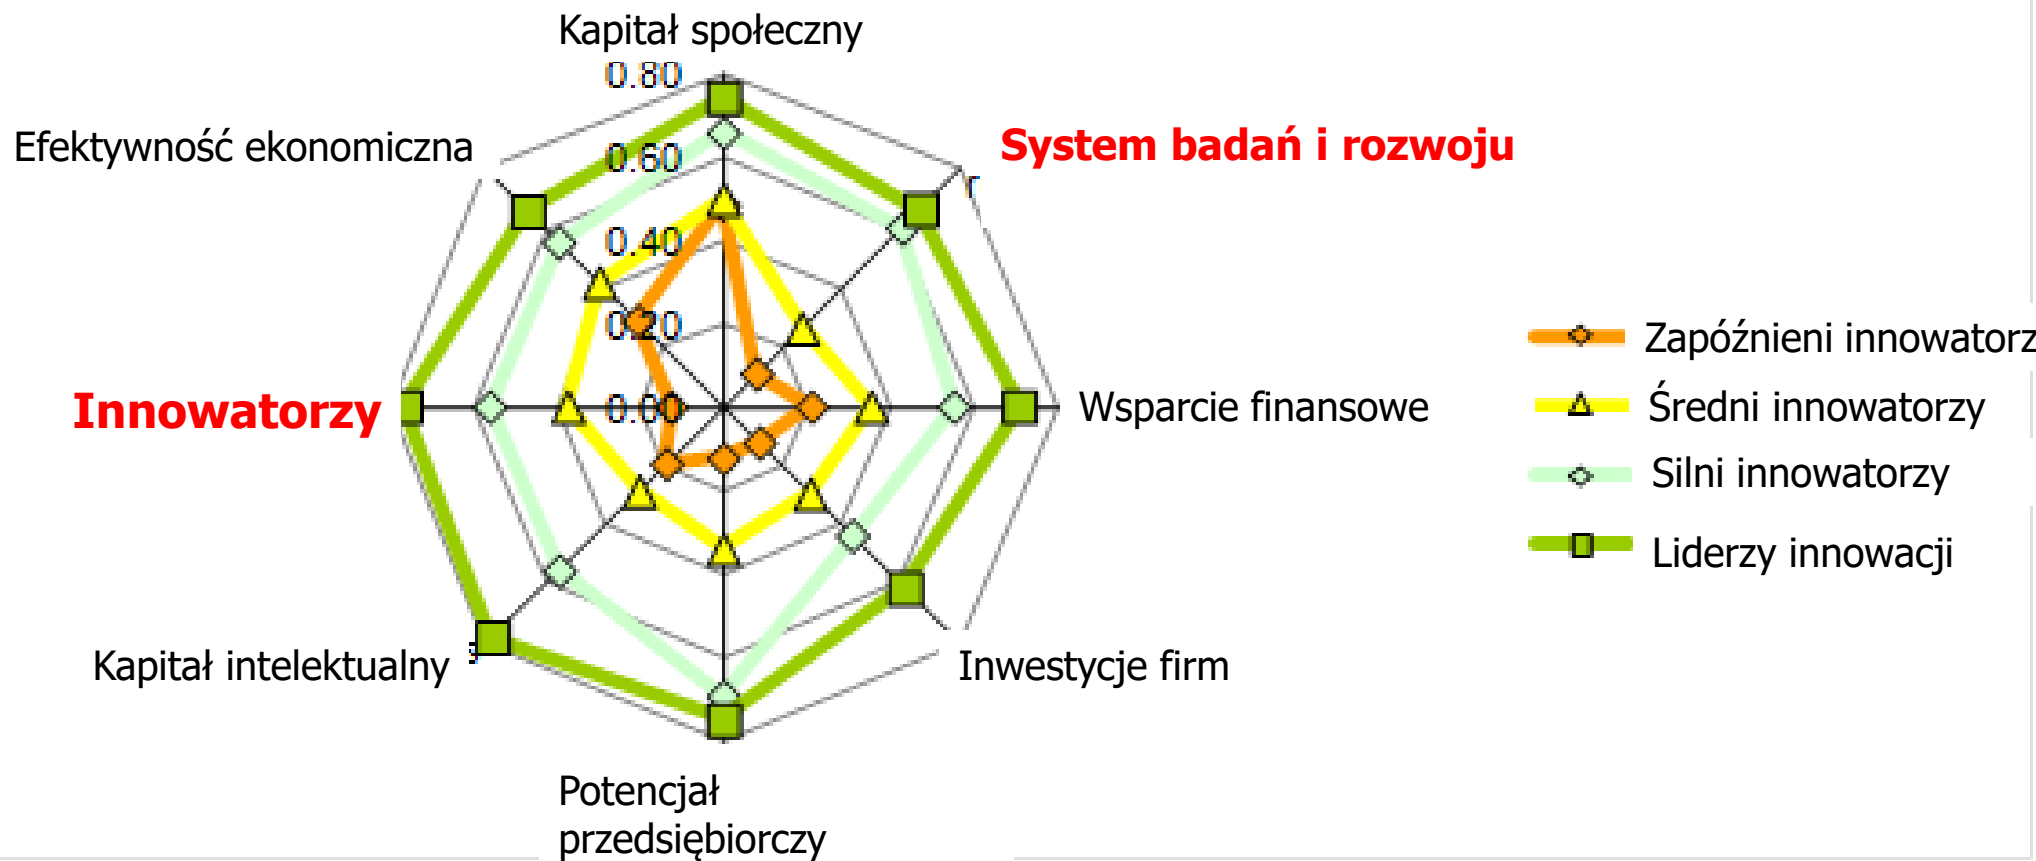 Kapitał społeczny
0.80
Efektywność ekonomiczna
System badań i rozwoju
0.60
0.40
0.20
Innowatorzy
0.00
Wsparcie finansowe
Kapitał intelektualny
Inwestycje firm
Potencjał
przedsiębiorczy
Zapóźnieni innowatorz
Średni innowatorzy
Silni innowatorzy
Liderzy innowacji